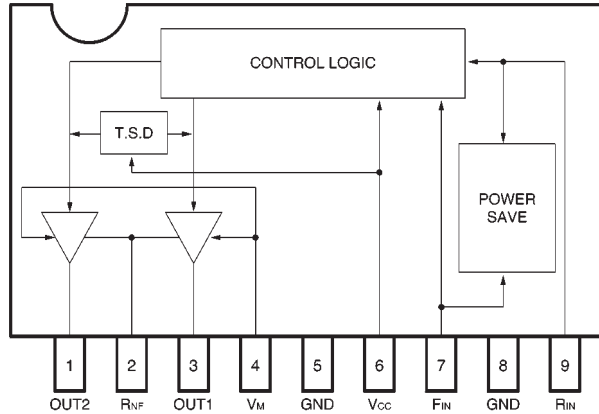 CONTROL LOGIC
T.S.D
POWER
SAVE
1 2 3 4 5 6 7 8 9
OUT2 RNF OUT1 VM GND VCC FIN GND RIN